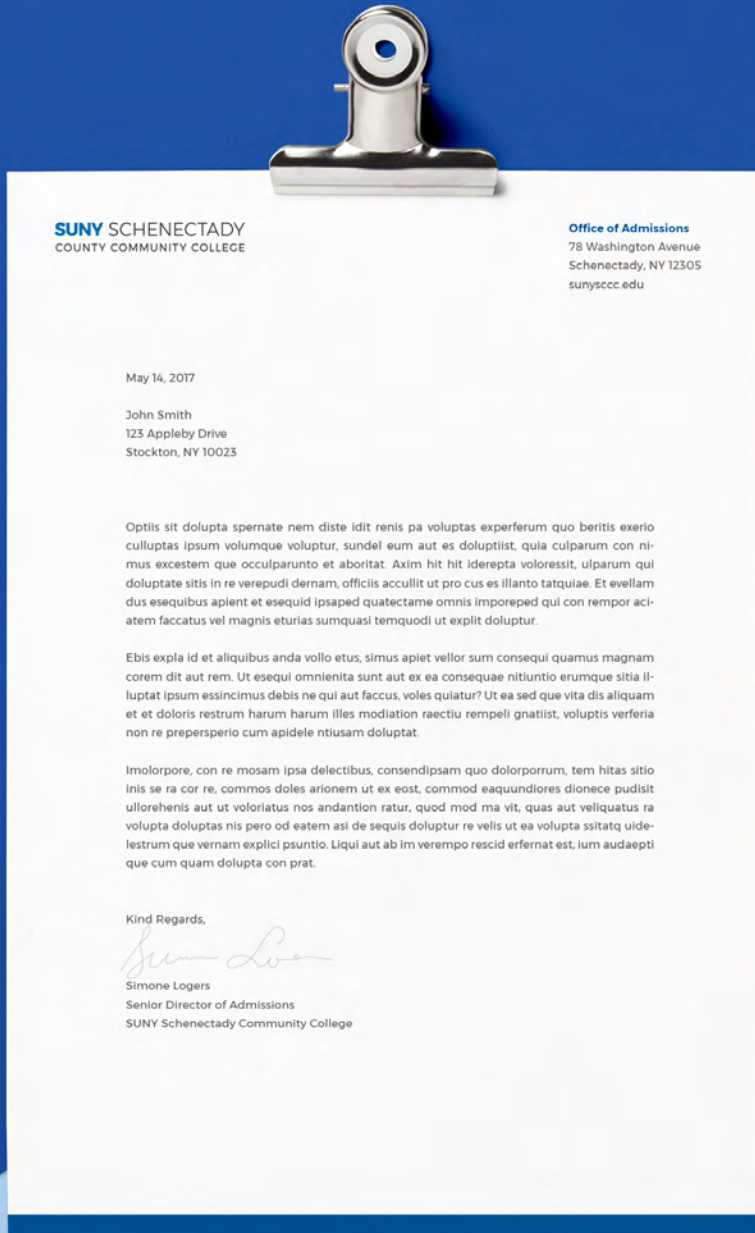 SUNY SCHENECTADY
COUNTY COMMUNITY COLLEGE
Office of Admissions
78 Washington Avenue
Schenectady, NY 12305
sunysccc.edu
May 14, 2017
John Smith
123 Appleby Drive
Stockton, NY 10023
Optiis sit dolupta spernate nem diste idit renis pa voluptas experferum quo beritis exerio
culluptas ipsum volumque voluptur, sundel eum aut es doluptiist, quia culparum con ni-
mus excestem que occulparunto et aboritat. Axim hit hit iderepta voloressit, ulparum qui
doluptate sitis in re verepudi dernam, officiis accullit ut pro cus es illanto tatquiae. Et evellam
dus esequibus apient et esequid ipsaped quatectame omnis imporeped qui con rempor aci-
atem faccatus vel magnis eturias sumquasi temquodi ut explit doluptur.
Ebis expla id et aliquibus anda vollo etus, simus apiet vellor sum consequi quamus magnam
corem dit aut rem. Ut esequi omnienita sunt aut ex ea consequae nitiuntio erumque sitia il-
luptat ipsum essincimus debis ne qui aut faccus, voles quiatur? Ut ea sed que vita dis aliquam
et et doloris restrum harum harum illes modiation raectiu rempeli gnatiist, voluptis verferia
non re prepersperio cum apidele ntiusam doluptat.
Imolorpore, con re mosam ipsa delectibus, consendipsam quo dolorporrum, tem hitas sitio
inis se ra cor re, commos doles arionem ut ex eost, commod eaquundiores dionece pudisit
ullorehenis aut ut voloriatus nos andantion ratur, quod mod ma vit, quas aut veliquatus ra
volupta doluptas nis pero od eatem asi de sequis doluptur re velis ut ea volupta ssitatq uide-
lestrum que vernam explici psuntio. Liqui aut ab im verempo rescid erfernat est, ium audaepti
que cum quam dolupta con prat.
Kind Regards,
Simone Logers
Senior Director of Admissions
SUNY Schenectady Community College